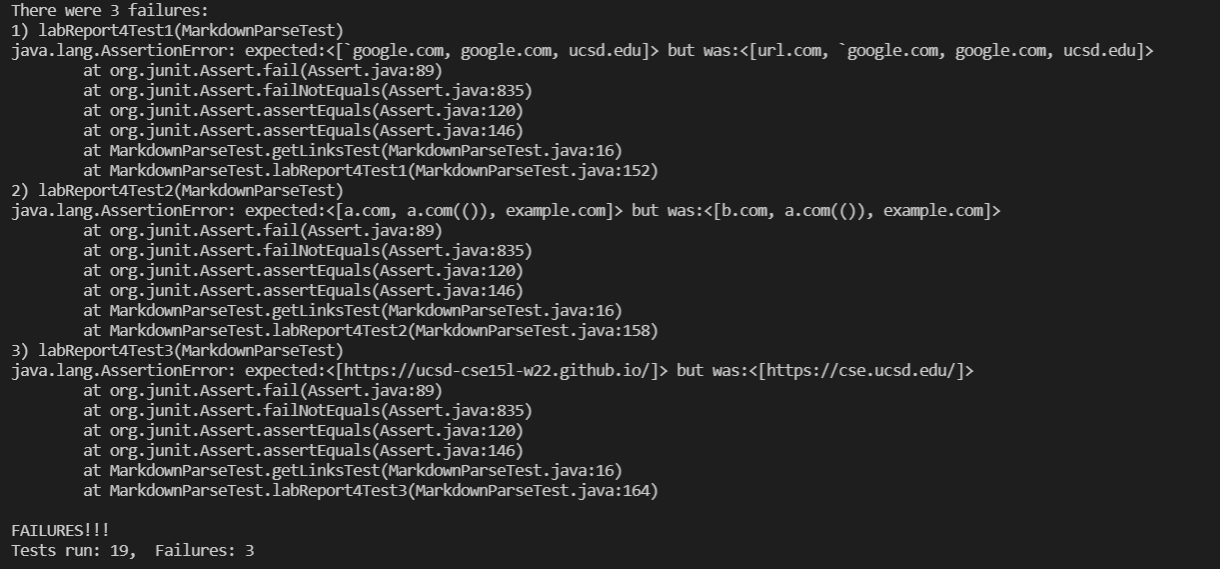 There were 3 failures:
1) labReport4Test1(MarkdownParseTest)
java.lang.AssertionError: expected:<[`google.com, google.com, ucsd.edu]> but was:<[url.com, `google.com, google.com, ucsd.edu]>
        at org.junit.Assert.fail(Assert.java:89)
        at org.junit.Assert.failNotEquals(Assert.java:835)
        at org.junit.Assert.assertEquals(Assert.java:120)
        at org.junit.Assert.assertEquals(Assert.java:146)
        at MarkdownParseTest.getLinksTest(MarkdownParseTest.java:16)
        at MarkdownParseTest.labReport4Test1(MarkdownParseTest.java:152)
2) labReport4Test2(MarkdownParseTest)
java.lang.AssertionError: expected:<[a.com, a.com(()), example.com]> but was:<[b.com, a.com(()), example.com]>
        at org.junit.Assert.fail(Assert.java:89)
        at org.junit.Assert.failNotEquals(Assert.java:835)
        at org.junit.Assert.assertEquals(Assert.java:120)
        at org.junit.Assert.assertEquals(Assert.java:146)
        at MarkdownParseTest.getLinksTest(MarkdownParseTest.java:16)
        at MarkdownParseTest.labReport4Test2(MarkdownParseTest.java:158)
3) labReport4Test3(MarkdownParseTest)
java.lang.AssertionError: expected:<[https://ucsd-cse15l-w22.github.io/]> but was:<[https://cse.ucsd.edu/]>
        at org.junit.Assert.fail(Assert.java:89)
        at org.junit.Assert.failNotEquals(Assert.java:835)
        at org.junit.Assert.assertEquals(Assert.java:120)
        at org.junit.Assert.assertEquals(Assert.java:146)
        at MarkdownParseTest.getLinksTest(MarkdownParseTest.java:16)
        at MarkdownParseTest.labReport4Test3(MarkdownParseTest.java:164)

FAILURES!!!
Tests run: 19,  Failures: 3